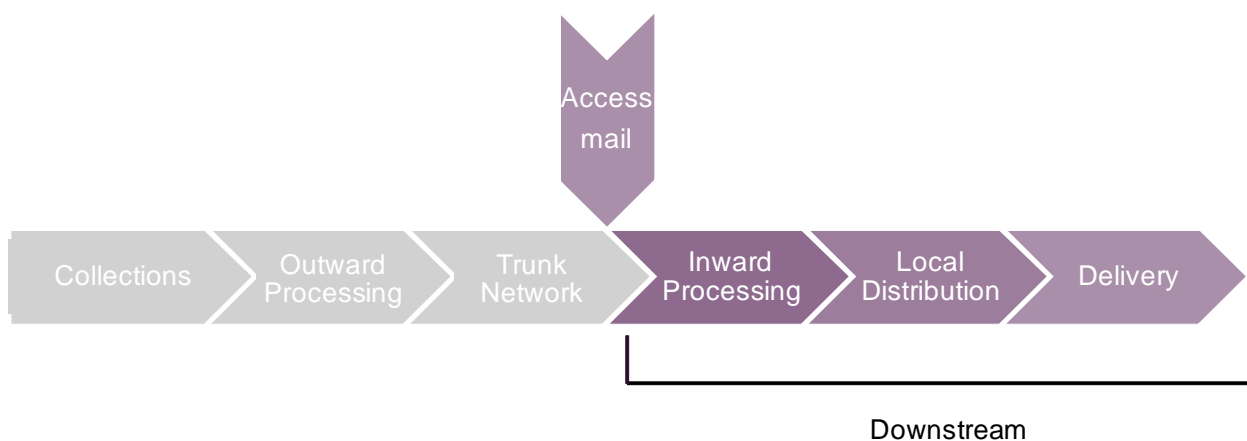 Access
mail
Collections
Outward
Processing
Trunk
Network
Inward
Processing
Local
Distribution
Delivery
Downstream